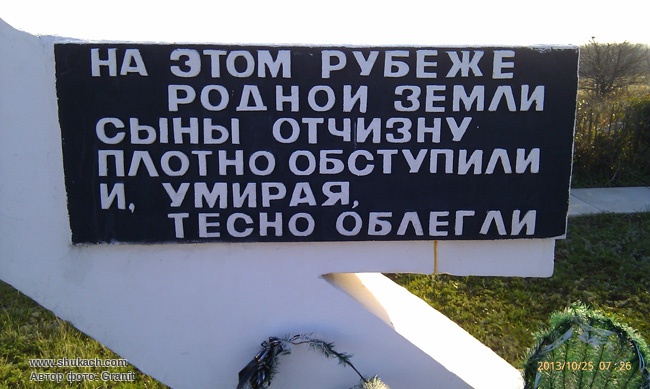 НА ЭТОМ РУБЕЖЕ
РОДНОЙ ЗЕМЛИ
СЫНЫ ОТЧИЗНУ
ПЛОТНО ОБСТУПИЛИ
И, УМИРАЯ,
ТЕСНО ОБЛЕГЛИ
www.shukach.com
Автор фото: Granit
2013/10/25 07:26